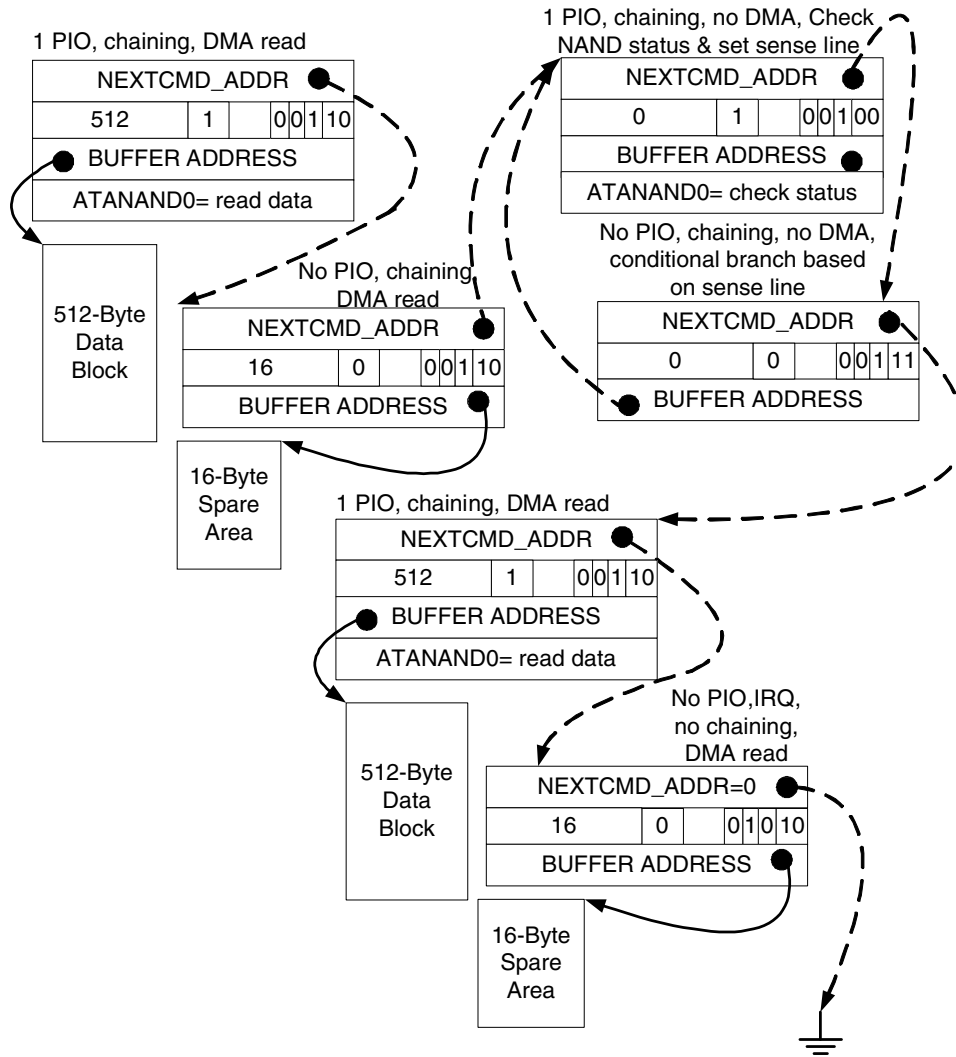 1 PIO, chaining, DMA read
NEXTCMD_ADDR
512 1 0 0 1 10
BUFFER ADDRESS
ATANAND0= read data
512-Byte
Data
Block
No PIO, chaining,
DMA read
NEXTCMD_ADDR
16 0 0 0 1 10
BUFFER ADDRESS
16-Byte
Spare
Area
1 PIO, chaining, no DMA, Check
NAND status & set sense line
NEXTCMD_ADDR
0 1 0 0 1 00
BUFFER ADDRESS
ATANAND0= check status
No PIO, chaining, no DMA,
conditional branch based
on sense line
NEXTCMD_ADDR
0 0 0 0 1 11
BUFFER ADDRESS
1 PIO, chaining, DMA read
NEXTCMD_ADDR
512 1 0 0 1 10
BUFFER ADDRESS
ATANAND0= read data
512-Byte
Data
Block
No PIO,IRQ,
no chaining,
DMA read
NEXTCMD_ADDR=0
16 0 0 1 0 10
BUFFER ADDRESS
16-Byte
Spare
Area